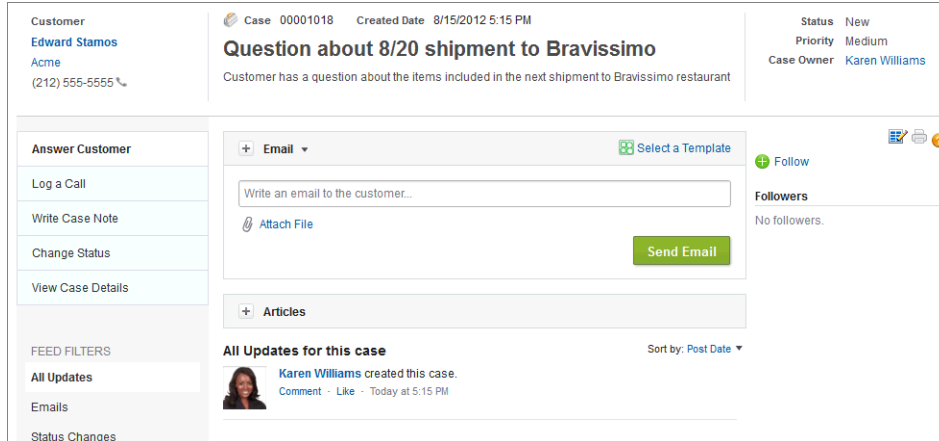 Customer
Edward Stamos
Acme
(212) 555-5555
Case 00001018 Created Date 8/15/2012 5:15 PM
Question about 8/20 shipment to Bravissimo
Customer has a question about the items included in the next shipment to Bravissimo restaurant
Status New
Priority Medium
Case Owner Karen Williams
Answer Customer
Log a Call
Write Case Note
Change Status
View Case Details
FEED FILTERS
All Updates
Emails
Status Changes
Email
Select a Template
Write an email to the customer...
Attach File
Send Email
Articles
All Updates for this case
Sort by: Post Date
Karen Williams created this case.
Comment · Like · Today at 5:15 PM
Follow
Followers
No followers.